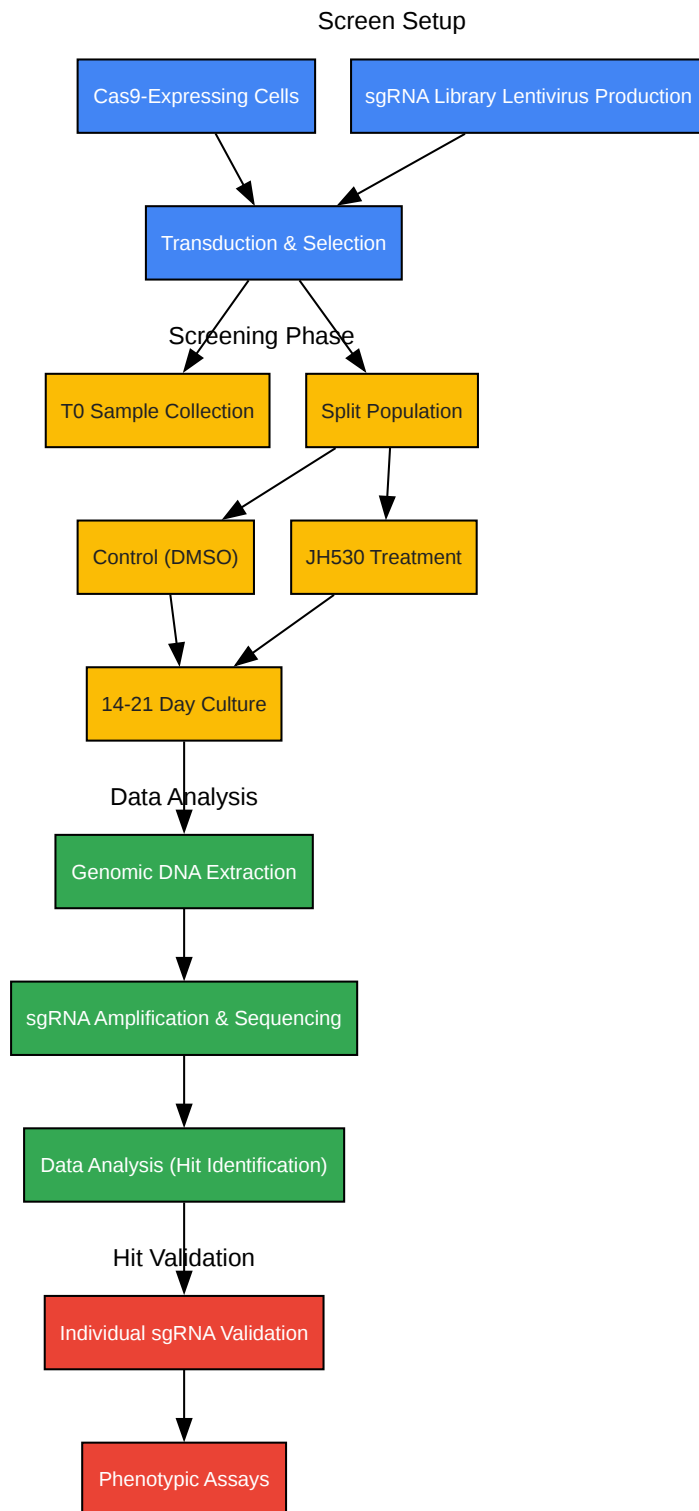 Screen Setup
Cas9-Expressing Cells
sgRNA Library Lentivirus Production
Transduction & Selection
Screening Phase
T0 Sample Collection
Split Population
Control (DMSO)
JH530 Treatment
14-21 Day Culture
Data Analysis
Genomic DNA Extraction
sgRNA Amplification & Sequencing
Data Analysis (Hit Identification)
Hit Validation
Individual sgRNA Validation
Phenotypic Assays